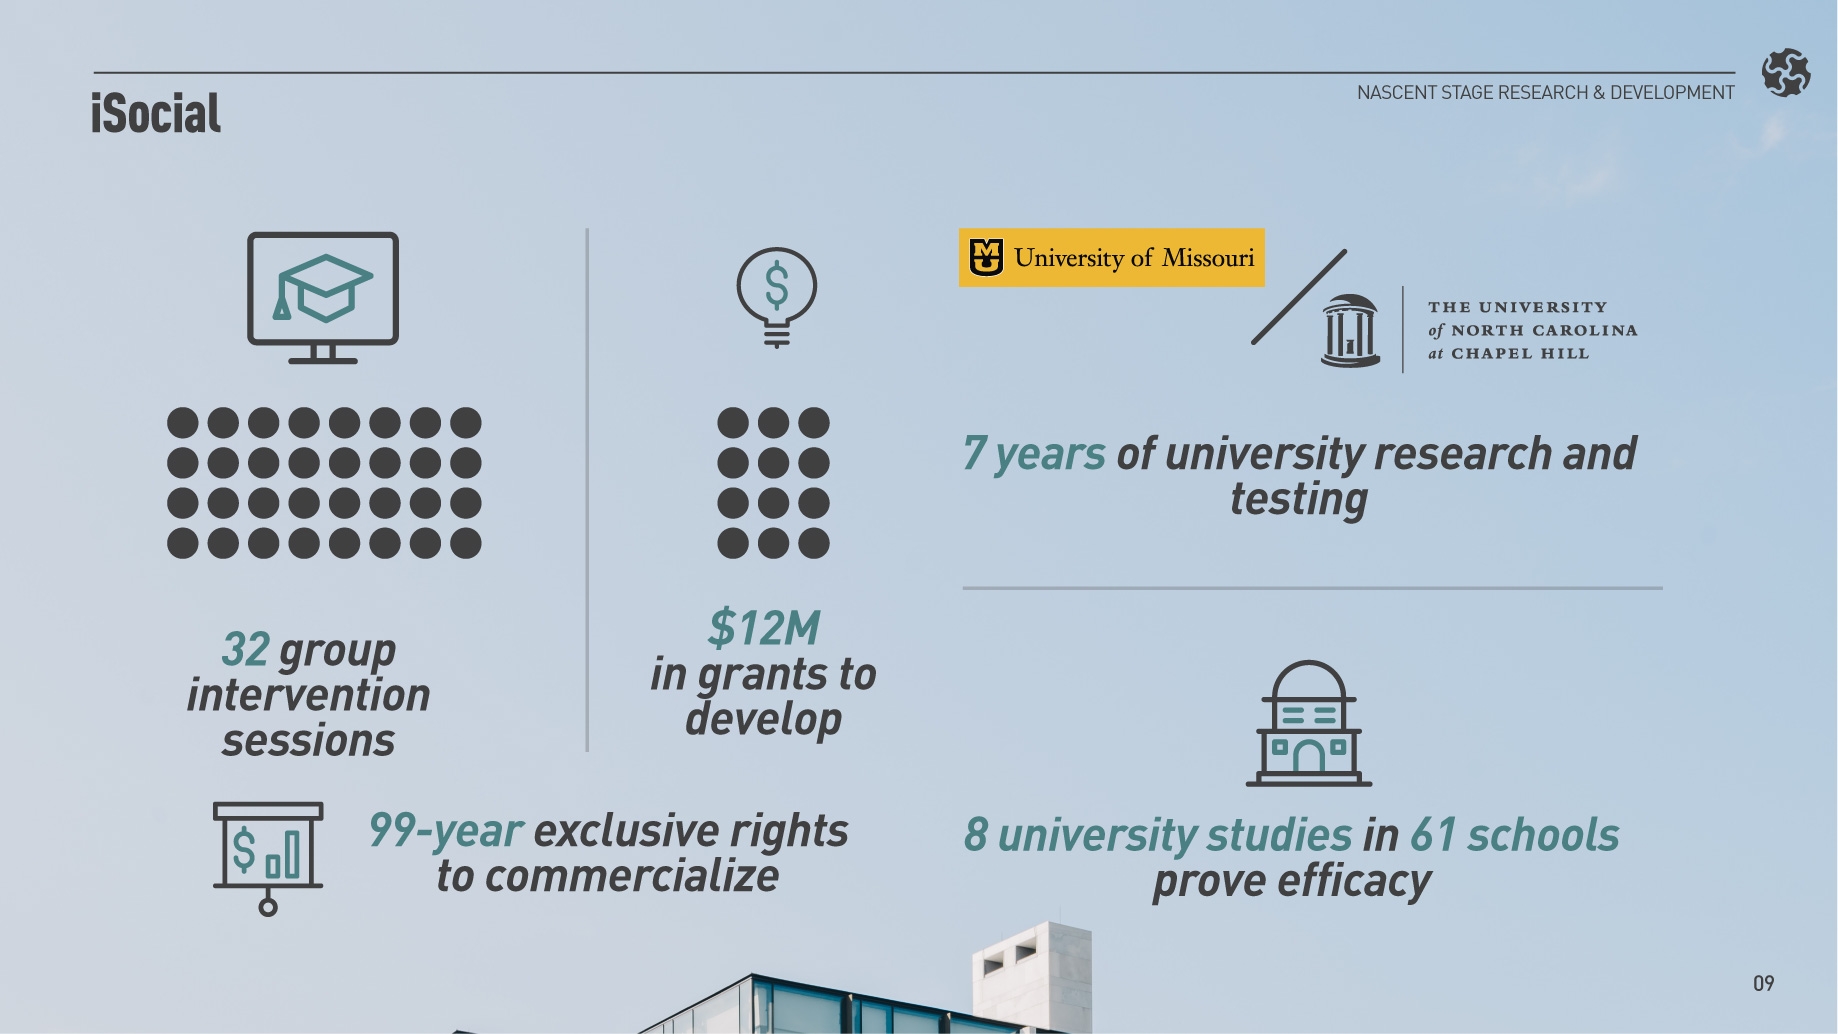 NASCENT STAGE RESEARCH & DEVELOPMENT
iSocial
32 group
intervention
sessions
$12M
in grants to
develop
99-year exclusive rights
to commercialize
University of Missouri
THE UNIVERSITY
of NORTH CAROLINA
at CHAPEL HILL
7 years of university research and
testing
8 university studies in 61 schools
prove efficacy
09